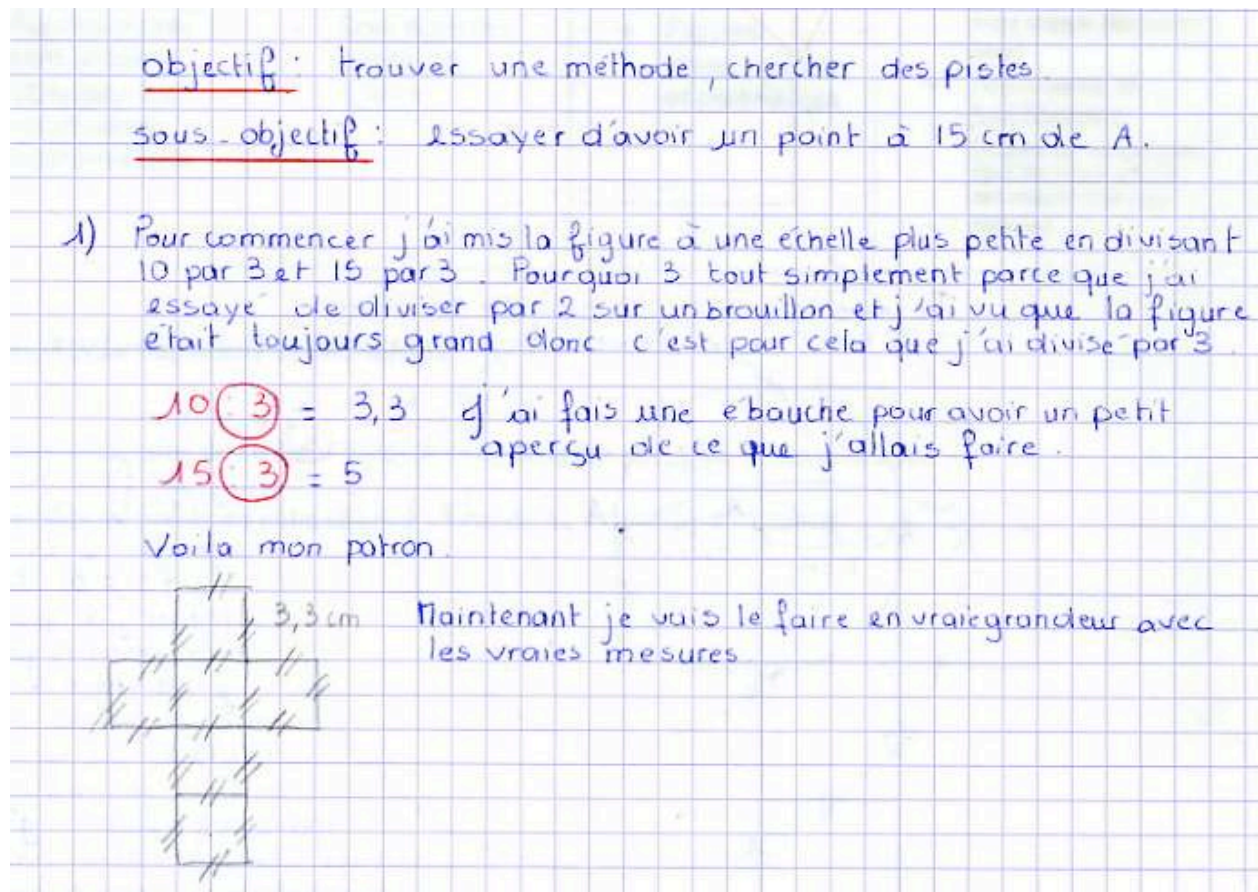 objectif : trouver une méthode, chercher des pistes.
sous-objectif : essayer d'avoir un point à 15 cm de A.
1) Pour commencer j'ai mis la figure à une échelle plus petite en divisant
10 par 3 et 15 par 3. Pourquoi 3 tout simplement parce que j'ai
essayé de diviser par 2 sur un brouillon et j'ai vu que la figure
était toujours grand donc c'est pour cela que j'ai divisé par 3.
10 : 3 = 3,3 J'ai fais une ébauche pour avoir un petit
aperçu de ce que j'allais faire.
15 : 3 = 5
Voila mon patron.
3,3 cm Maintenant je vais le faire en vraie grandeur avec
les vraies mesures